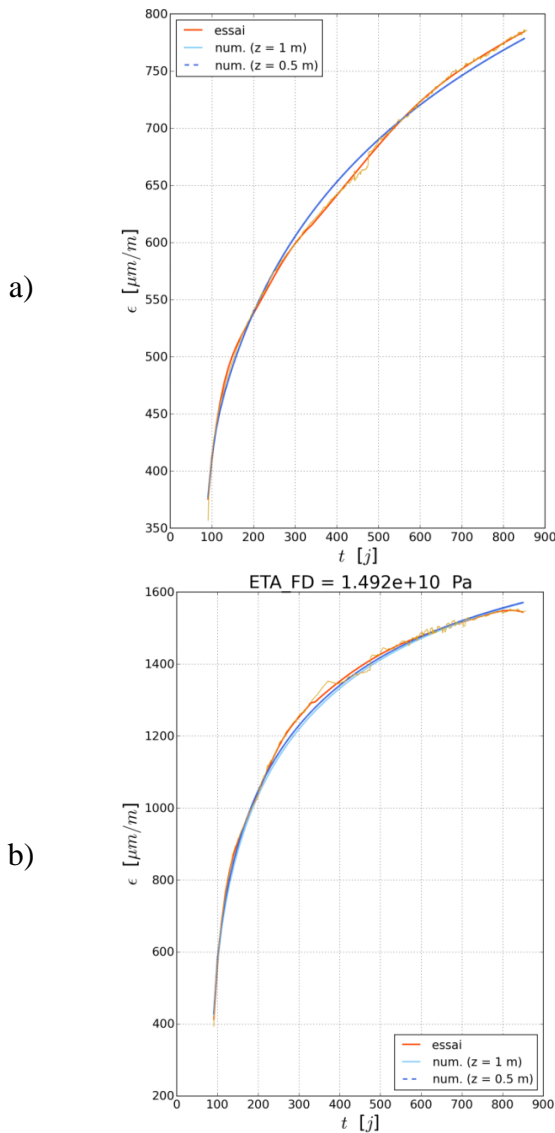 a)
essai
num. (z = 1 m)
num. (z = 0.5 m)
800
750
700
650
600
550
500
450
400
350
ϵ [μm/m]
0 100 200 300 400 500 600 700 800 900
t [j]
b)
ETA_FD = 1.492e+10 Pa
1600
1400
1200
1000
800
600
400
200
ϵ [μm/m]
essai
num. (z = 1 m)
num. (z = 0.5 m)
0 100 200 300 400 500 600 700 800 900
t [j]